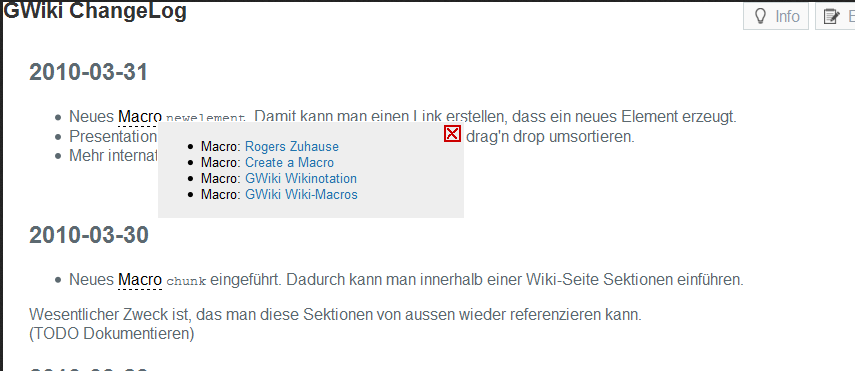 GWiki ChangeLog
Info
2010-03-31
Neues Macro newelement. Damit kann man einen Link erstellen, dass ein neues Element erzeugt.
Presentation drag'n drop umsortieren.
Mehr internat
Macro: Rogers Zuhause
Macro: Create a Macro
Macro: GWiki Wikinotation
Macro: GWiki Wiki-Macros
2010-03-30
Neues Macro chunk eingeführt. Dadurch kann man innerhalb einer Wiki-Seite Sektionen einführen.
Wesentlicher Zweck ist, das man diese Sektionen von aussen wieder referenzieren kann.
(TODO Dokumentieren)